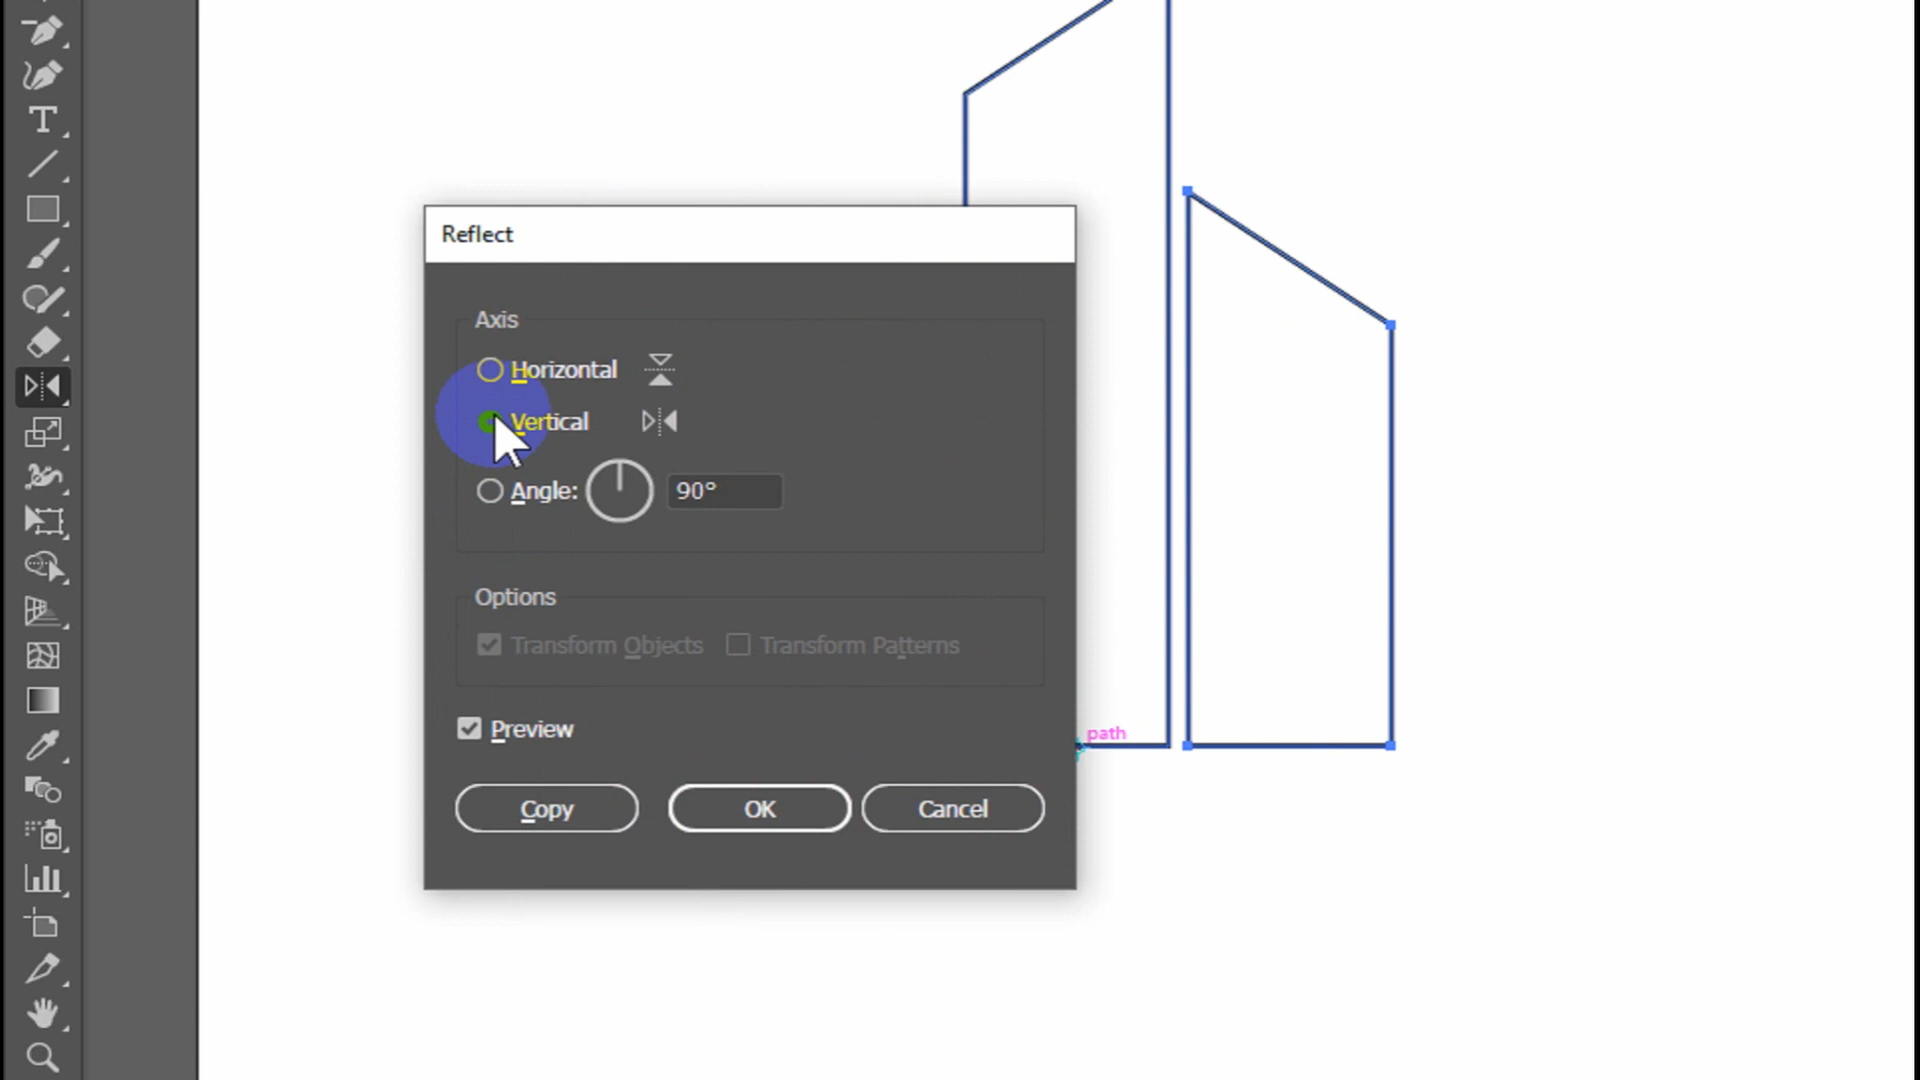 Reflect
Axis
Horizontal
Vertical
Angle: 90°
Options
Transform Objects Transform Patterns
Preview
path
Copy OK Cancel